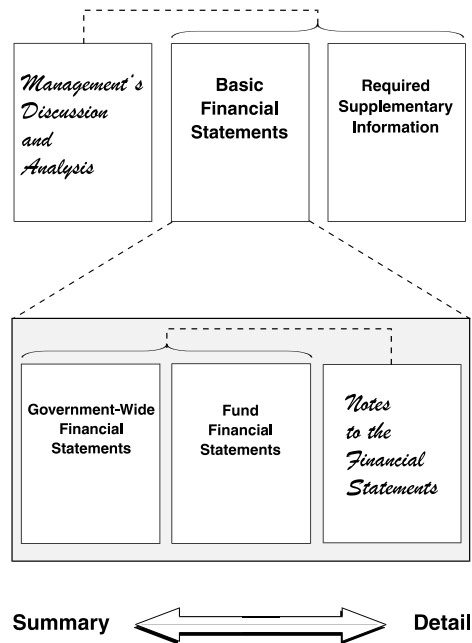 Management's
Discussion
and
Analysis
Basic
Financial
Statements
Required
Supplementary
Information
Government-Wide
Financial
Statements
Fund
Financial
Statements
Notes
to the
Financial
Statements
Summary
Detail